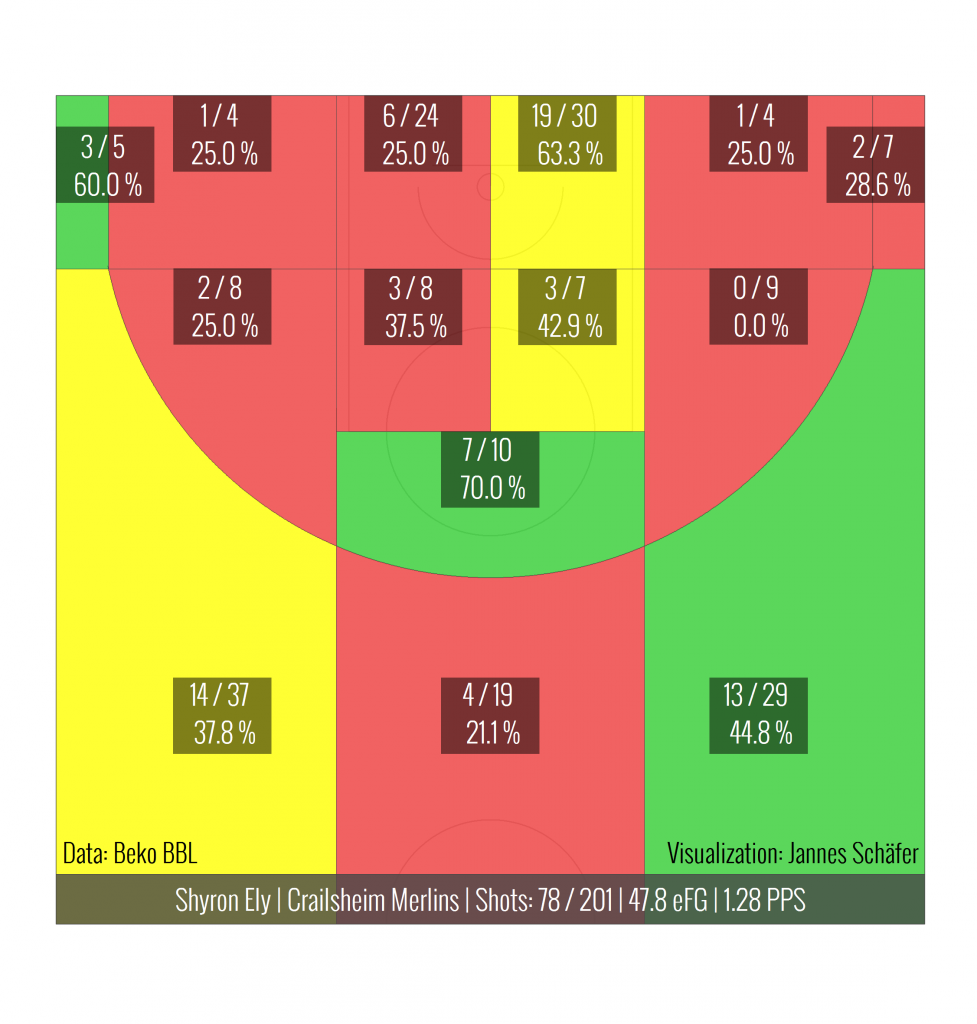 1 / 4
25.0 %
6 / 24
25.0 %
19 / 30
63.3 %
1 / 4
25.0 %
3 / 5
60.0 %
2 / 7
28.6 %
2 / 8
25.0 %
3 / 8
37.5 %
3 / 7
42.9 %
0 / 9
0.0 %
7 / 10
70.0 %
14 / 37
37.8 %
4 / 19
21.1 %
13 / 29
44.8 %
Data: Beko BBL
Visualization: Jannes Schäfer
Shyron Ely | Crailsheim Merlins | Shots: 78 / 201 | 47.8 eFG | 1.28 PPS